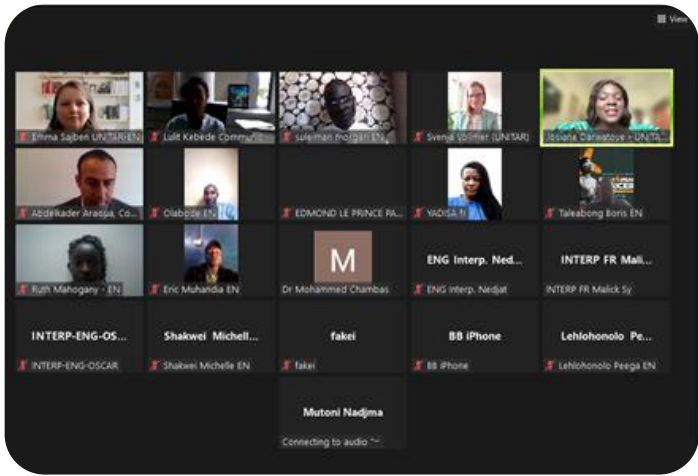 View
Emma Sajben UNITAR-EN
Lulit Kebede Communic...
suleiman morgan EN
Svenja Vollmer (UNITAR)
Josiane Darwatoye - UNITA...
Abdelkader Araqua, Co...
Olabode EN
EDMOND LE PRINCE PA...
YADISA fr
Taleabong Boris EN
Ruth Mahogany - EN
Eric Muhandia EN
M
Dr Mohammed Chambas
ENG Interp. Ned...
ENG Interp. Nedjat
INTERP FR Mali...
INTERP FR Malick Sy
INTERP-ENG-OS...
INTERP-ENG-OSCAR
Shakwei Michell...
Shakwei Michelle EN
fakei
fakei
BB iPhone
BB iPhone
Lehlohonolo Pe...
Lehlohonolo Peega EN
Mutoni Nadjma
Connecting to audio